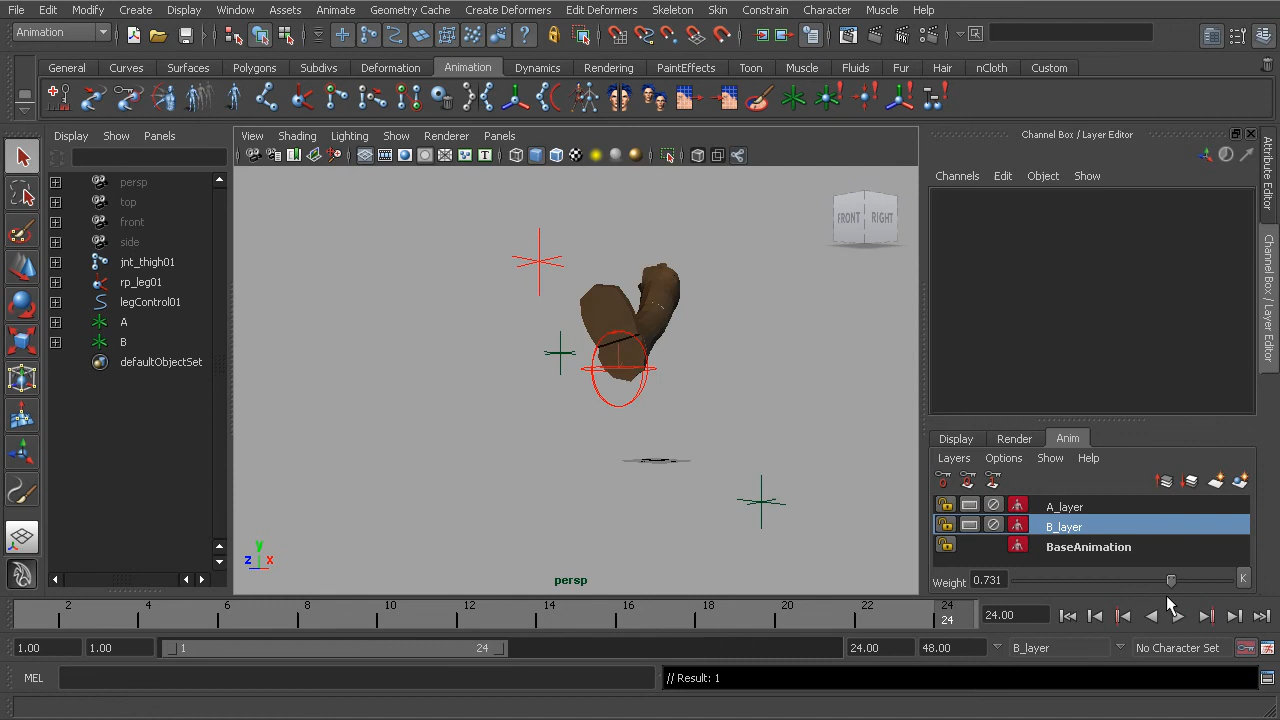 File Edit Modify Create Display Window Assets Animate Geometry Cache Create Deformers Edit Deformers Skeleton Skin Constrain Character Muscle Help
Animation
General Curves Surfaces Polygons Subdivs Deformation Animation Dynamics Rendering PaintEffects Toon Muscle Fluids Fur Hair nCloth Custom
Display Show Panels
View Shading Lighting Show Renderer Panels
Channel Box / Layer Editor
Channels Edit Object Show
Attribute Editor
Channel Box / Layer Editor
persp
top
front
side
jnt_thigh01
rp_leg01
legControl01
A
B
defaultObjectSet
FRONT RIGHT
y
z x
persp
Display Render Anim
Layers Options Show Help
0 0 1
A_layer
B_layer
BaseAnimation
Weight 0.731 K
2 4 6 8 10 12 14 16 18 20 22 24
24
24.00
1.00 1.00 1 24 24.00 48.00 B_layer No Character Set
MEL // Result: 1